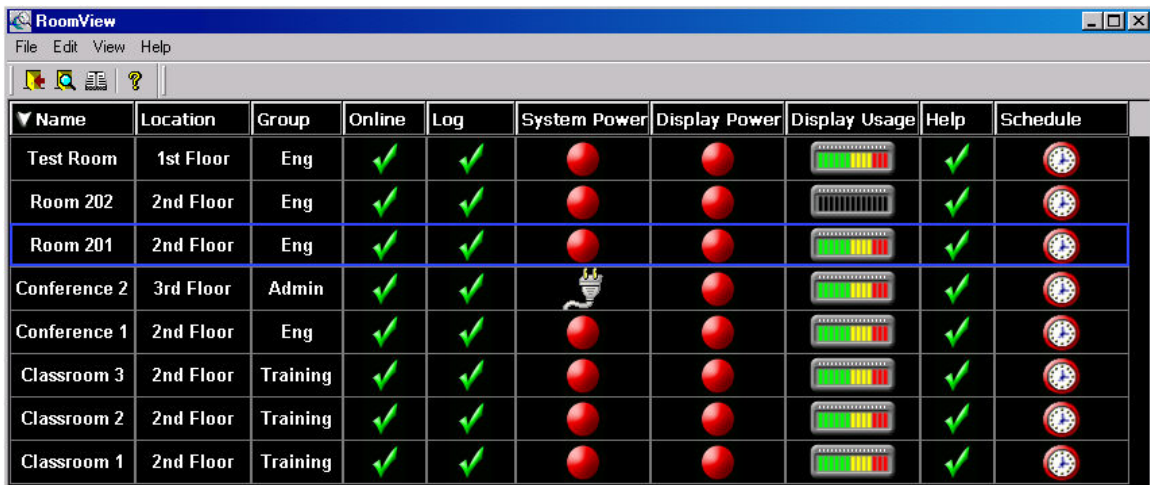 RoomView
File Edit View Help
Name Location Group Online Log System Power Display Power Display Usage Help Schedule
Test Room 1st Floor Eng
Room 202 2nd Floor Eng
Room 201 2nd Floor Eng
Conference 2 3rd Floor Admin
Conference 1 2nd Floor Eng
Classroom 3 2nd Floor Training
Classroom 2 2nd Floor Training
Classroom 1 2nd Floor Training